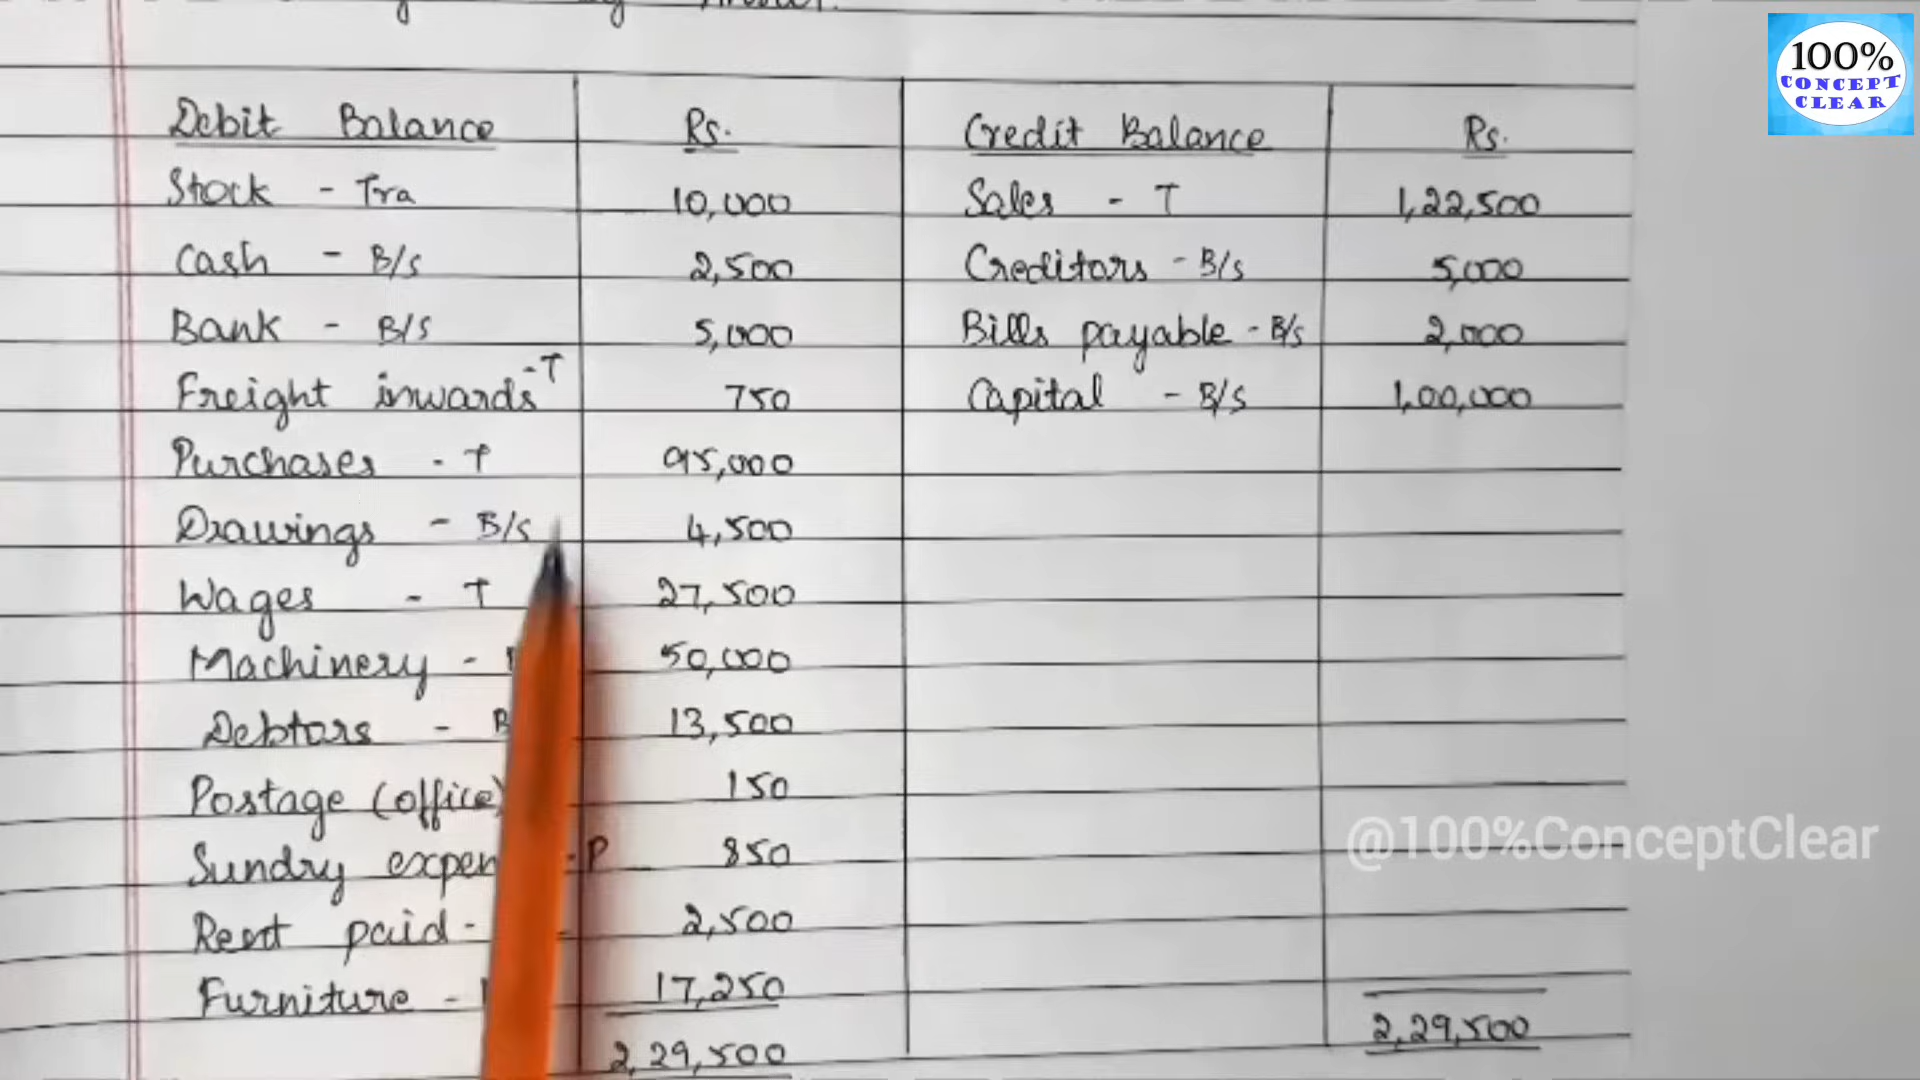 100%
CONCEPT
CLEAR
Debit Balance Rs. Credit Balance Rs.
Stock - Tra 10,000 Sales - T 1,22,500
Cash - B/S 2,500 Creditors - B/S 5,000
Bank - B/S 5,000 Bills payable - B/S 2,000
Freight inwards - T 750 Capital - B/S 1,00,000
Purchases - T 95,000
Drawings - B/S 4,500
Wages - T 27,500
Machinery - 50,000
Debtors - B 13,500
Postage (office) 150
Sundry expen - P 850
Rent paid - 2,500
Furniture - 17,250
2,29,500 2,29,500
@100%ConceptClear